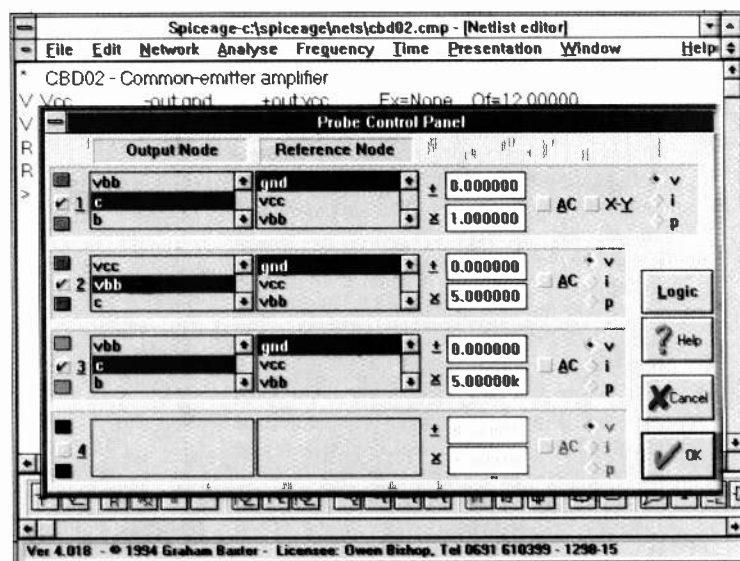 Spiceage-c:\spiceage\nets\cbd02.cmp - [Netlist editor]
File Edit Network Analyse Frequency Time Presentation Window Help
* CBD02 - Common-emitter amplifier
V Vcc -out gnd +out vcc Ex=None Of=12.00000
V
R
R
>
Probe Control Panel
Output Node Reference Node
vbb gnd ± 0.000000 v
1 c vcc AC X-Y i
b vbb x 1.000000 p
vcc gnd ± 0.000000 v
2 vbb vcc AC i
c vbb x 5.000000 p
Logic
vbb gnd ± 0.000000 v
3 c vcc AC i
b vbb x 5.00000k p
? Help
Cancel
± v
4 AC i
x p
OK
Ver 4.018 - © 1994 Graham Baxter - Licensee: Owen Bishop, Tel 0691 610399 - 1298-15